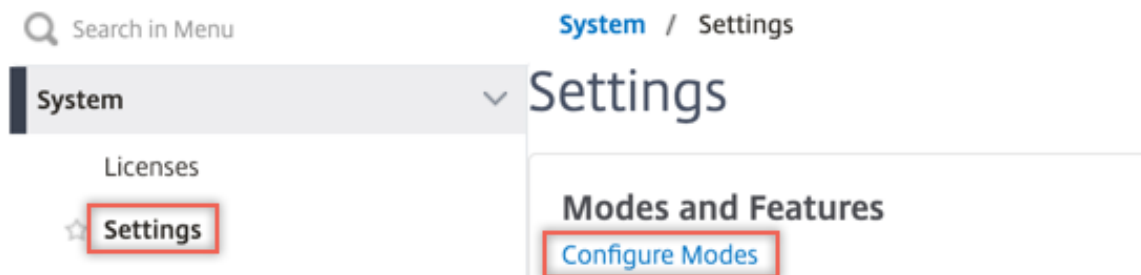 Search in Menu
System
Licenses
Settings
System / Settings
Settings
Modes and Features
Configure Modes